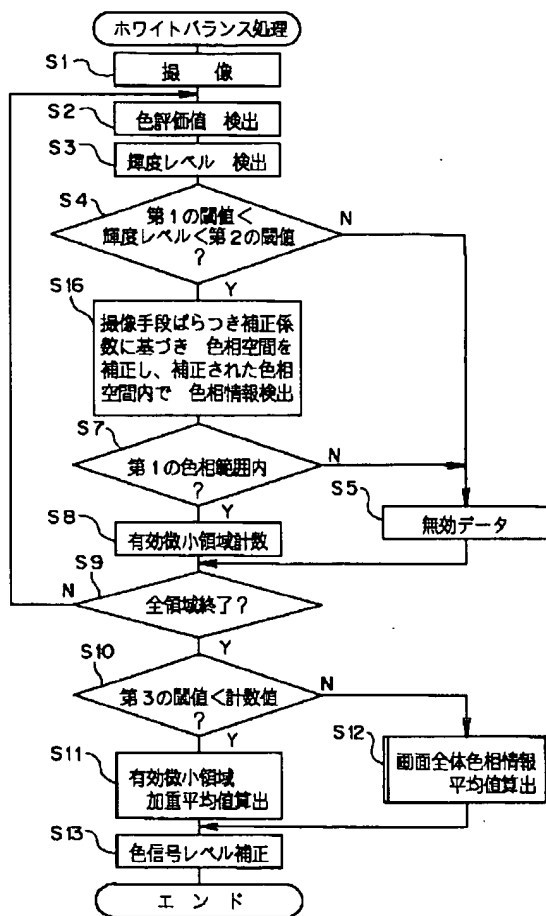 ホワイトバランス処理
S1
撮 像
S2
色評価値 検出
S3
輝度レベル 検出
S4
第1の閾値<
輝度レベル<第2の閾値
?
N
Y
S16
撮像手段ばらつき補正係
数に基づき 色相空間を
補正し、補正された色相
空間内で 色相情報検出
S7
第1の色相範囲内
?
N
Y
S5
無効データ
S8
有効微小領域計数
S9
N
全領域終了?
Y
S10
第3の閾値<計数値
?
N
Y
S11
有効微小領域
加重平均値算出
S12
画面全体色相情報
平均値算出
S13
色信号レベル補正
エンド